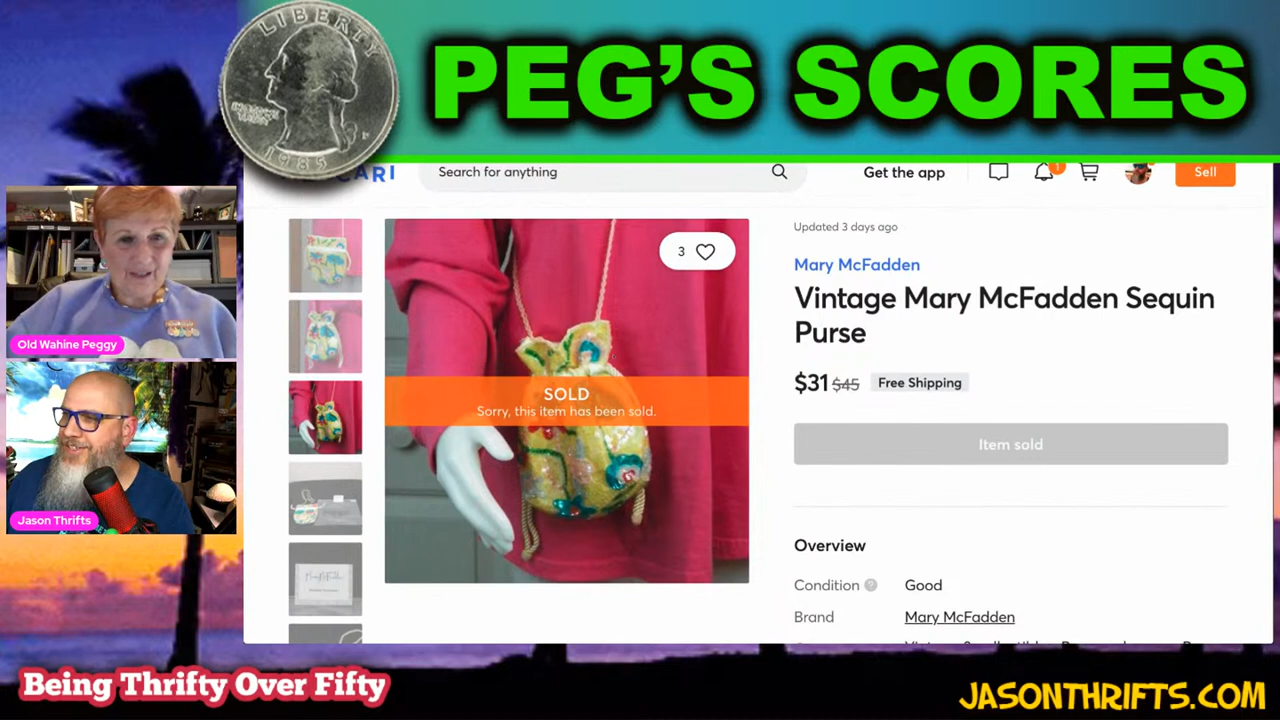 LIBERTY
1985
PEG'S SCORES
CARI
Search for anything
Get the app
1
Sell
3
SOLD
Sorry, this item has been sold.
Updated 3 days ago
Mary McFadden
Vintage Mary McFadden Sequin
Purse
$31 $45 Free Shipping
Item sold
Overview
Condition ? Good
Brand Mary McFadden
Old Wahine Peggy
Jason Thrifts
Being Thrifty Over Fifty
JASONTHRIFTS.COM